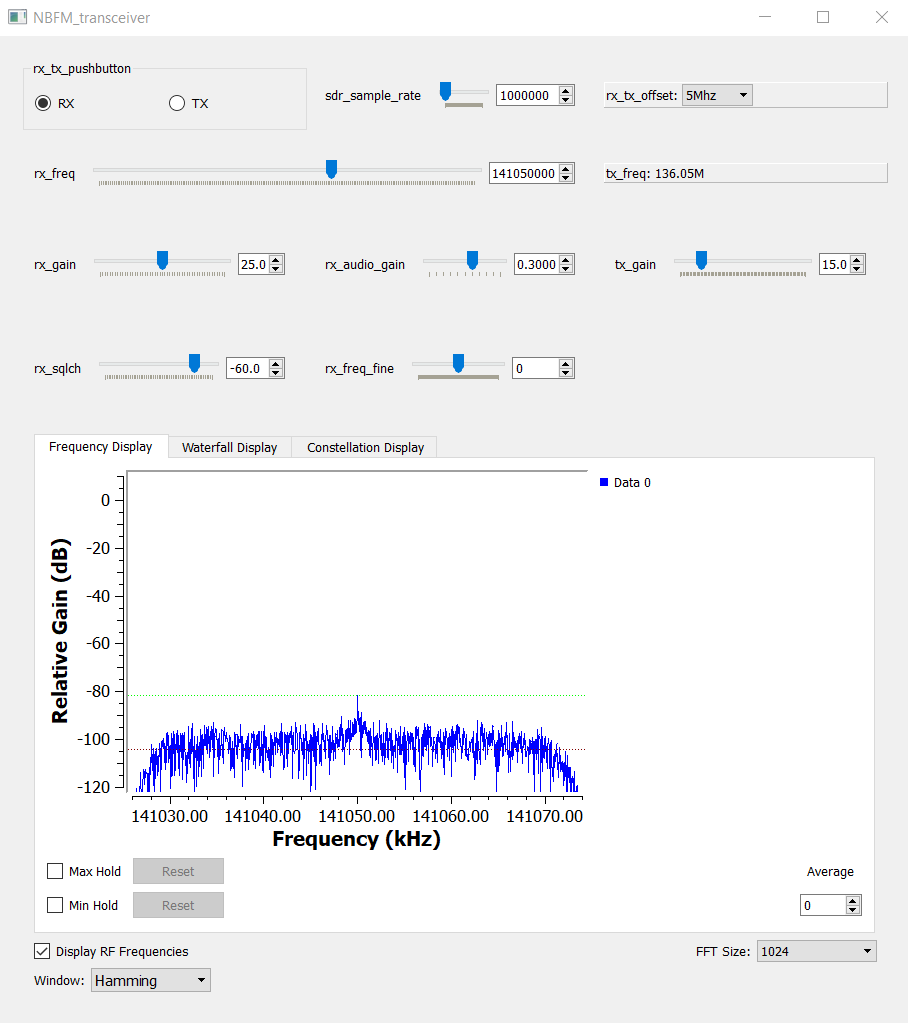 NBFM_transceiver
rx_tx_pushbutton
RX TX
sdr_sample_rate 1000000
rx_tx_offset: 5Mhz
rx_freq 141050000
tx_freq: 136.05M
rx_gain 25.0
rx_audio_gain 0.3000
tx_gain 15.0
rx_sqlch -60.0
rx_freq_fine 0
Frequency Display Waterfall Display Constellation Display
Data 0
Relative Gain (dB)
0
-20
-40
-60
-80
-100
-120
141030.00 141040.00 141050.00 141060.00 141070.00
Frequency (kHz)
Max Hold Reset
Average
Min Hold Reset
0
Display RF Frequencies
FFT Size: 1024
Window: Hamming